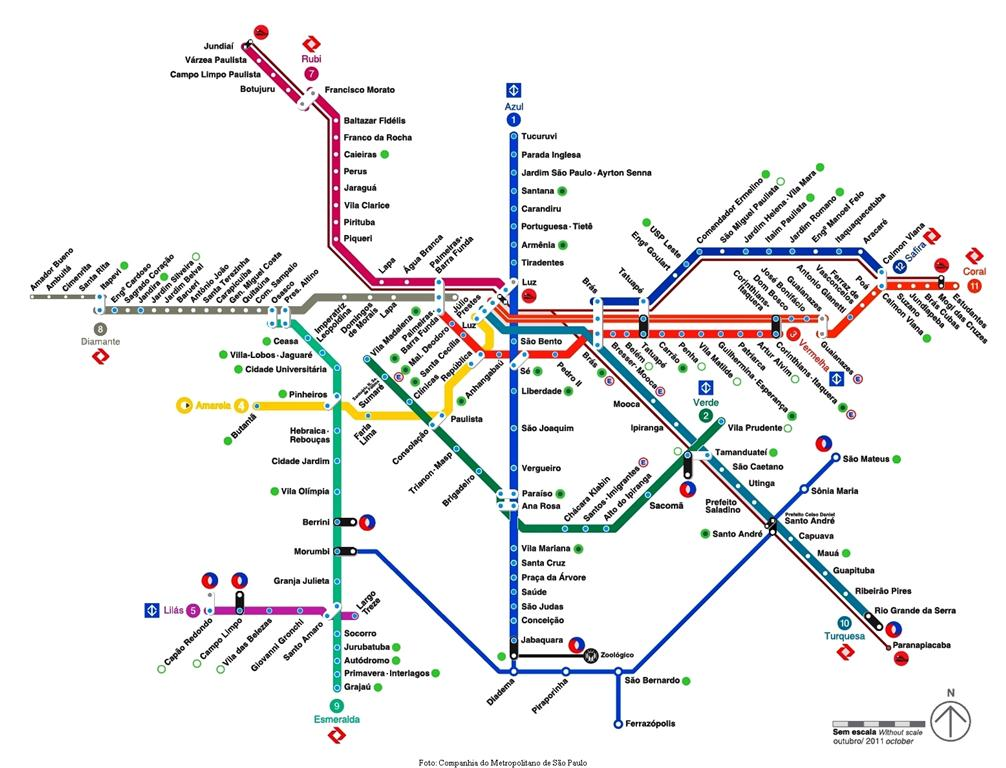 Jundiaí
Várzea Paulista
Campo Limpo Paulista
Botujuru
Rubi
7
Francisco Morato
Baltazar Fidélis
Franco da Rocha
Caieiras
Perus
Jaraguá
Vila Clarice
Pirituba
Piqueri
Lapa
Água Branca
Palmeiras-
Barra Funda
Azul
1
Tucuruvi
Parada Inglesa
Jardim São Paulo - Ayrton Senna
Santana
Carandiru
Portuguesa - Tietê
Armênia
Tiradentes
Luz
São Bento
Sé
Liberdade
São Joaquim
Vergueiro
Paraíso
Ana Rosa
Vila Mariana
Santa Cruz
Praça da Árvore
Saúde
São Judas
Conceição
Jabaquara
Zoológico
Amador Bueno
Ambuitá
Cimenrita
Santa Rita
Itapevi
Engº Cardoso
Sagrado Coração
Jandira
Jardim Silveira
Jardim Belval
Barueri
Antônio João
Santa Terezinha
Carapicuíba
Gen. Miguel Costa
Quitaúna
Com. Sampaio
Osasco
Pres. Altino
8
Diamante
Imperatriz
Leopoldina
Domingos
de Morais
Lapa
Palmeiras-
Barra Funda
Júlio
Prestes
Luz
Ceasa
Villa-Lobos - Jaguaré
Cidade Universitária
Pinheiros
Hebraica-
Rebouças
Cidade Jardim
Vila Olímpia
Berrini
Morumbi
Granja Julieta
Socorro
Jurubatuba
Autódromo
Primavera - Interlagos
Grajaú
9
Esmeralda
Amarela 4
Butantã
Faria
Lima
Paulista
República
Vila Madalena
Sumaré
Clínicas
Consolação
Trianon-Masp
Brigadeiro
Chácara Klabin
Santos - Imigrantes
Alto do Ipiranga
Sacomã
Tamanduateí
Vila Prudente
Verde
2
Mal. Deodoro
Santa Cecília
Anhangabaú
Pedro II
Brás
Bresser - Mooca
Belém
Tatuapé
Carrão
Penha
Vila Matilde
Guilhermina - Esperança
Patriarca
Artur Alvim
Corinthians - Itaquera
3
Vermelha
Lilás 5
Capão Redondo
Campo Limpo
Vila das Belezas
Giovanni Gronchi
Santo Amaro
Largo
Treze
Brás
Tatuapé
Engº Goulart
USP Leste
Comendador Ermelino
São Miguel Paulista
Jardim Helena - Vila Mara
Itaim Paulista
Jardim Romano
Engº Manoel Feio
Itaquaquecetuba
Aracaré
Calmon Viana
12 Safira
Corinthians-
Itaquera
Dom Bosco
José Bonifácio
Guaianazes
Antonio Gianetti
Ferraz de
Vasconcelos
Poá
Calmon Viana
Suzano
Jundiapeba
Brás Cubas
Mogi das Cruzes
Estudantes
Coral
11
Guaianazes
Mooca
Ipiranga
São Caetano
Utinga
Prefeito
Saladino
Prefeito Celso Daniel
Santo André
Capuava
Mauá
Guapituba
Ribeirão Pires
Rio Grande da Serra
Paranapiacaba
10
Turquesa
Santo André
São Mateus
Sônia Maria
Diadema
Piraporinha
São Bernardo
Ferrazópolis
N
Sem escala Without scale
outubro/ 2011 october
Foto: Companhia do Metropolitano de São Paulo